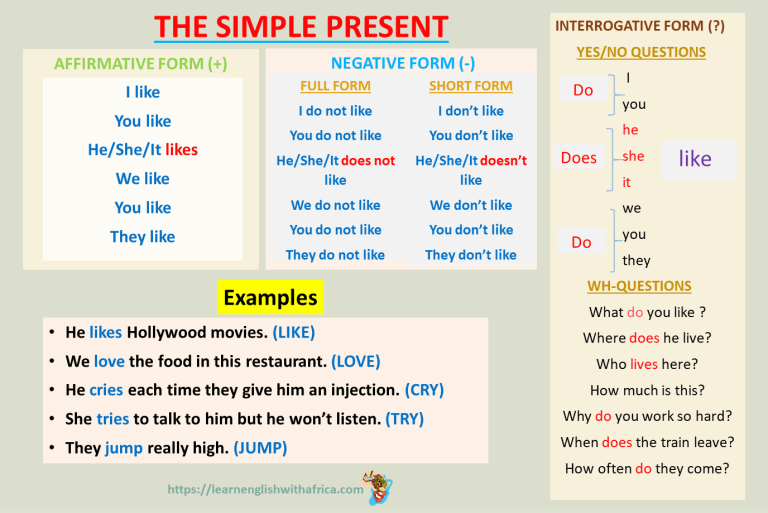 THE SIMPLE PRESENT
AFFIRMATIVE FORM (+)
I like
You like
He/She/It likes
We like
You like
They like
NEGATIVE FORM (-)
FULL FORM
I do not like
You do not like
He/She/It does not
like
We do not like
You do not like
They do not like
SHORT FORM
I don’t like
You don’t like
He/She/It doesn’t
like
We don’t like
You don’t like
They don’t like
Examples
• He likes Hollywood movies. (LIKE)
• We love the food in this restaurant. (LOVE)
• He cries each time they give him an injection. (CRY)
• She tries to talk to him but he won’t listen. (TRY)
• They jump really high. (JUMP)
https://learnenglishwithafrica.com
INTERROGATIVE FORM (?)
YES/NO QUESTIONS
Do
I
you
Does
he
she
it
like
Do
we
you
they
WH-QUESTIONS
What do you like ?
Where does he live?
Who lives here?
How much is this?
Why do you work so hard?
When does the train leave?
How often do they come?